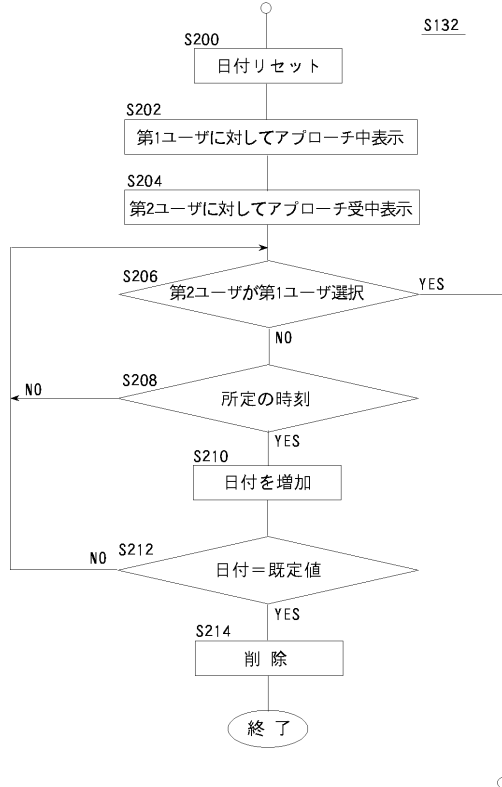 S132
S200
日付リセット
S202
第1ユーザに対してアプローチ中表示
S204
第2ユーザに対してアプローチ受中表示
S206
第2ユーザが第1ユーザ選択
YES
NO
S208
所定の時刻
NO
YES
S210
日付を増加
S212
日付＝既定値
NO
YES
S214
削 除
終 了